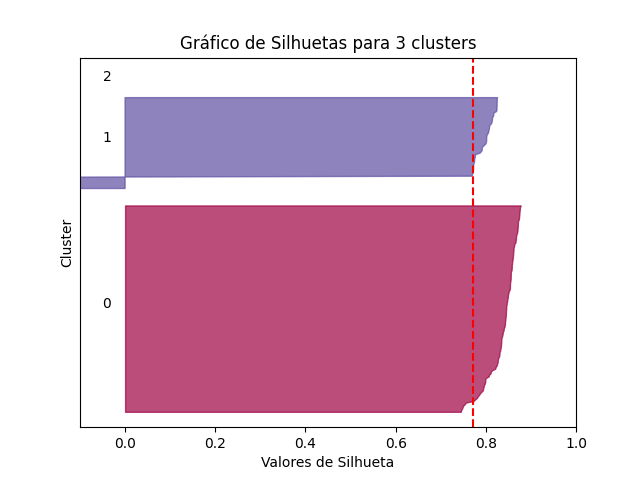 Gráfico de Silhuetas para 3 clusters
2
1
0
Cluster
0.0 0.2 0.4 0.6 0.8 1.0
Valores de Silhueta